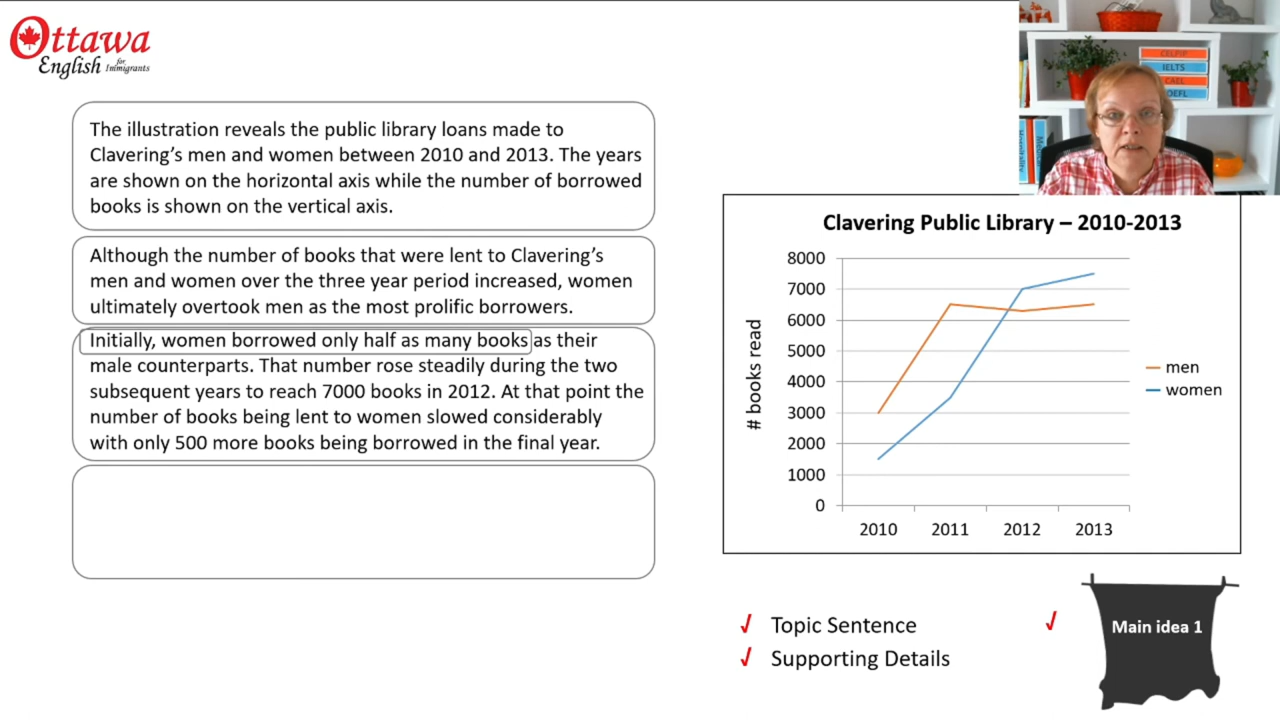 Ottawa
English for Immigrants
CELPIP
IELTS
CAEL
The illustration reveals the public library loans made to
Clavering's men and women between 2010 and 2013. The years
are shown on the horizontal axis while the number of borrowed
books is shown on the vertical axis.
Although the number of books that were lent to Clavering's
men and women over the three year period increased, women
ultimately overtook men as the most prolific borrowers.
Initially, women borrowed only half as many books as their
male counterparts. That number rose steadily during the two
subsequent years to reach 7000 books in 2012. At that point the
number of books being lent to women slowed considerably
with only 500 more books being borrowed in the final year.
Clavering Public Library – 2010-2013
8000
7000
6000
5000
4000
3000
2000
1000
0
# books read
2010 2011 2012 2013
men
women
Topic Sentence
Supporting Details
Main idea 1